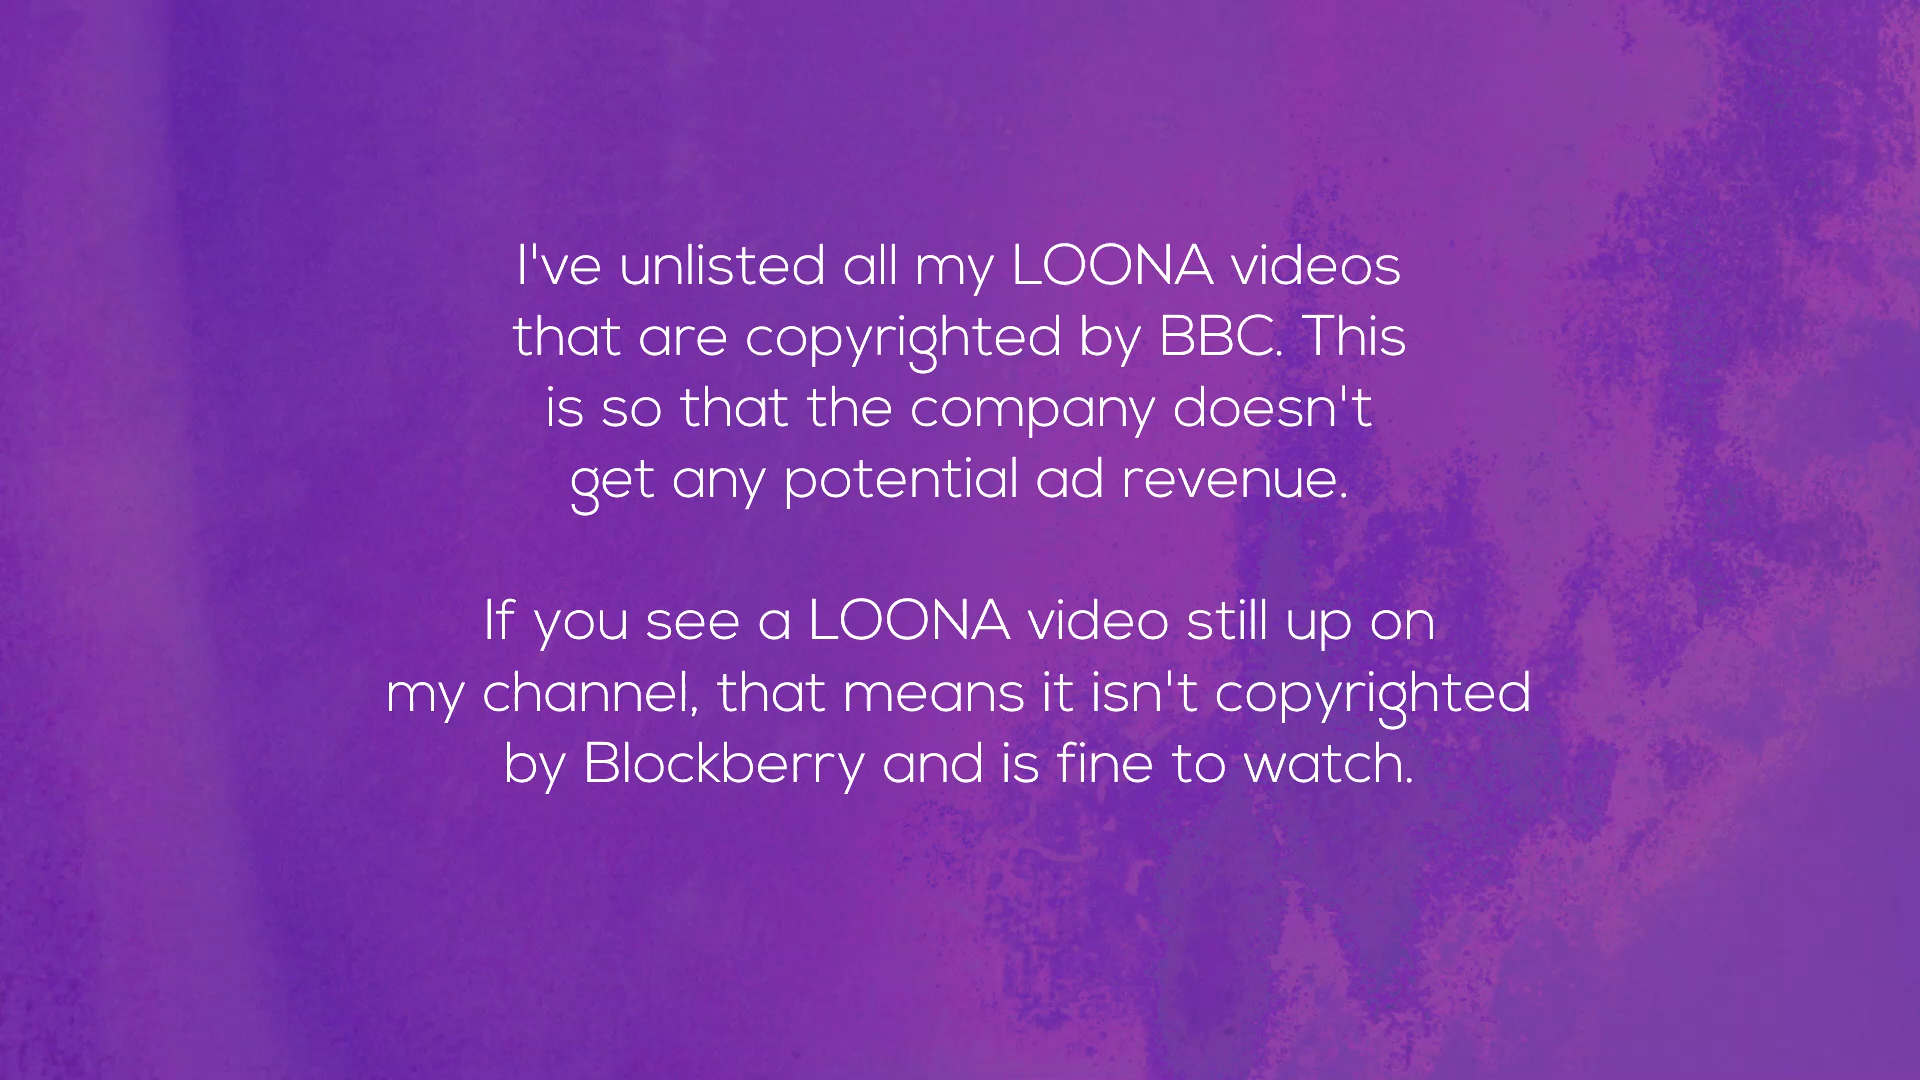 I've unlisted all my LOONA videos
that are copyrighted by BBC. This
is so that the company doesn't
get any potential ad revenue.
If you see a LOONA video still up on
my channel, that means it isn't copyrighted
by Blockberry and is fine to watch.